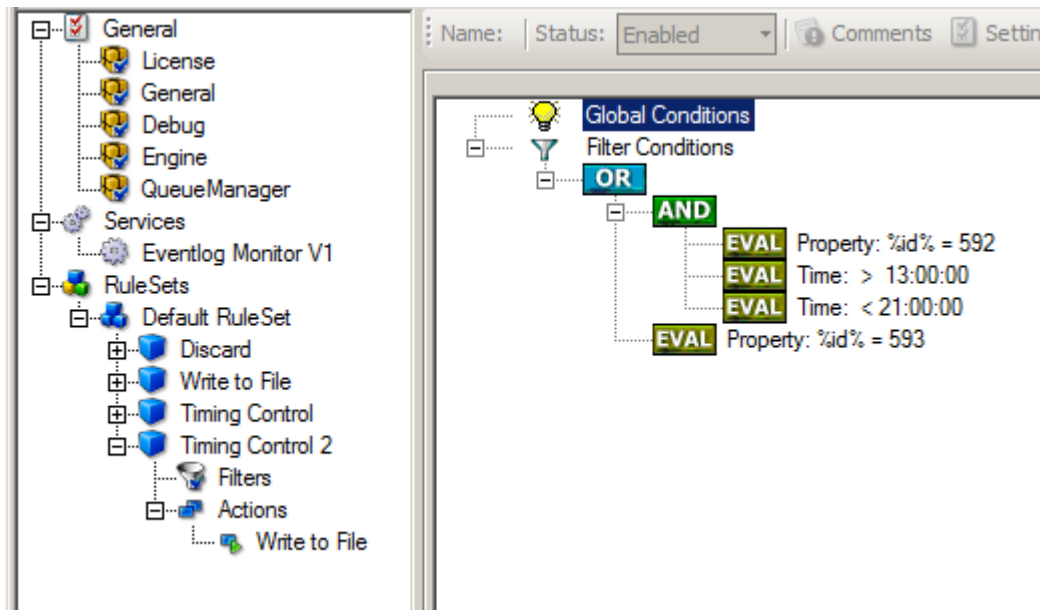 General
License
General
Debug
Engine
QueueManager
Services
Eventlog Monitor V1
RuleSets
Default RuleSet
Discard
Write to File
Timing Control
Timing Control 2
Filters
Actions
Write to File
Name: Status: Enabled Comments Settin
Global Conditions
Filter Conditions
OR
AND
EVAL Property: %id% = 592
EVAL Time: > 13:00:00
EVAL Time: < 21:00:00
EVAL Property: %id% = 593